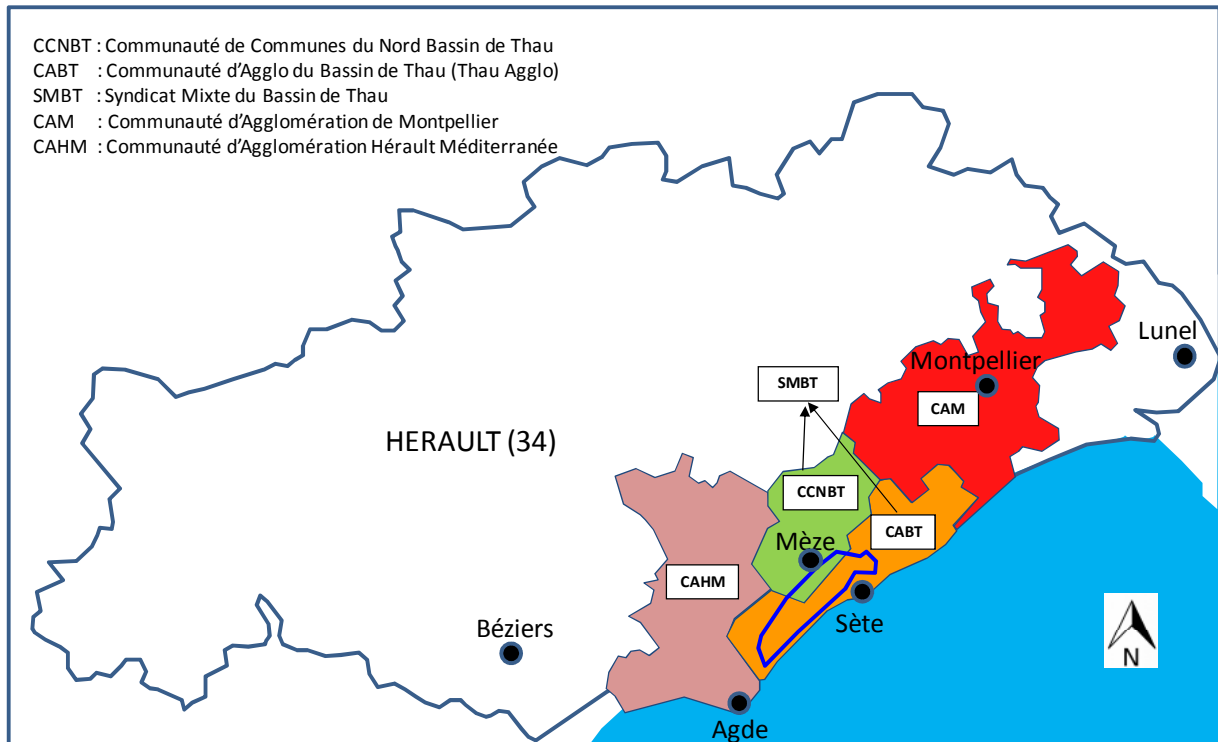 CCNBT : Communauté de Communes du Nord Bassin de Thau
CABT : Communauté d'Agglo du Bassin de Thau (Thau Agglo)
SMBT : Syndicat Mixte du Bassin de Thau
CAM : Communauté d'Agglomération de Montpellier
CAHM : Communauté d'Agglomération Hérault Méditerranée
Lunel
Montpellier
SMBT
CAM
HERAULT (34)
CCNBT
CABT
Mèze
CAHM
Sète
Béziers
N
Agde